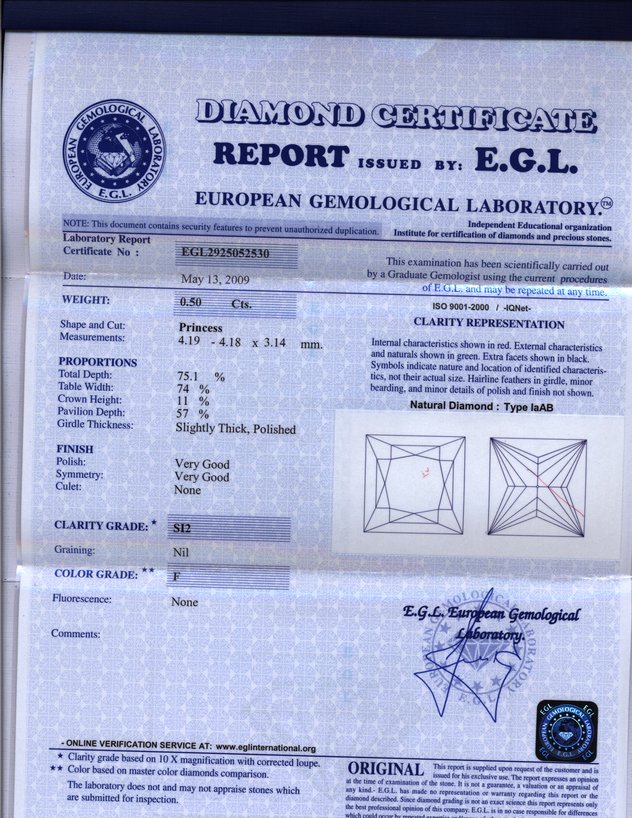 EUROPEAN GEMOLOGICAL LABORATORY
E.G.L.
DIAMOND CERTIFICATE
REPORT ISSUED BY: E.G.L.
EUROPEAN GEMOLOGICAL LABORATORY.™
NOTE: This document contains security features to prevent unauthorized duplication.
Independent Educational organization
Institute for certification of diamonds and precious stones.
Laboratory Report
Certificate No : EGL2925052530
Date: May 13, 2009
This examination has been scientifically carried out
by a Graduate Gemologist using the current procedures
of E.G.L. and may be repeated at any time.
WEIGHT: 0.50 Cts.
ISO 9001-2000 / -IQNet-
CLARITY REPRESENTATION
Shape and Cut: Princess
Measurements: 4.19 - 4.18 x 3.14 mm.
Internal characteristics shown in red. External characteristics
and naturals shown in green. Extra facets shown in black.
Symbols indicate nature and location of identified characteris-
tics, not their actual size. Hairline feathers in girdle, minor
bearding, and minor details of polish and finish not shown.
PROPORTIONS
Total Depth: 75.1 %
Table Width: 74 %
Crown Height: 11 %
Pavilion Depth: 57 %
Girdle Thickness: Slightly Thick, Polished
Natural Diamond : Type IaAB
FINISH
Polish: Very Good
Symmetry: Very Good
Culet: None
CLARITY GRADE: * SI2
Graining: Nil
COLOR GRADE: ** F
Fluorescence: None
Comments:
E.G.L. European Gemological
Laboratory.
- ONLINE VERIFICATION SERVICE AT: www.eglinternational.org
* Clarity grade based on 10 X magnification with corrected loupe.
** Color based on master color diamonds comparison.
The laboratory does not and may not appraise stones which
are submitted for inspection.
EGL
EGL
ORIGINAL This report is supplied upon request of the customer and is
issued for his exclusive use. The report expresses an opinion
at the time of examination of the stone. It is not a guarantee, a valuation or an appraisal of
any kind.- E.G.L. has made no representation or warranty regarding this report or the
diamond described. Since diamond grading is not an exact science this report represents only
the best professional opinion of this company. E.G.L. is in no case responsible for differences
which could occur by repeated